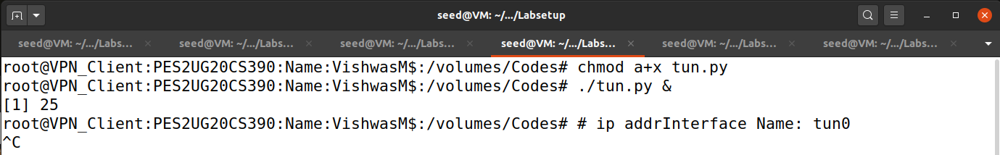 seed@VM: ~/.../Labsetup
seed@VM: ~/.../Labs... seed@VM: ~/.../Labs... seed@VM: ~/.../Labs... seed@VM: ~/.../Labs... seed@VM: ~/.../Labs... seed@VM: ~/.../Labs...
root@VPN_Client:PES2UG20CS390:Name:VishwasM$:/volumes/Codes# chmod a+x tun.py
root@VPN_Client:PES2UG20CS390:Name:VishwasM$:/volumes/Codes# ./tun.py &
[1] 25
root@VPN_Client:PES2UG20CS390:Name:VishwasM$:/volumes/Codes# # ip addrInterface Name: tun0
^C